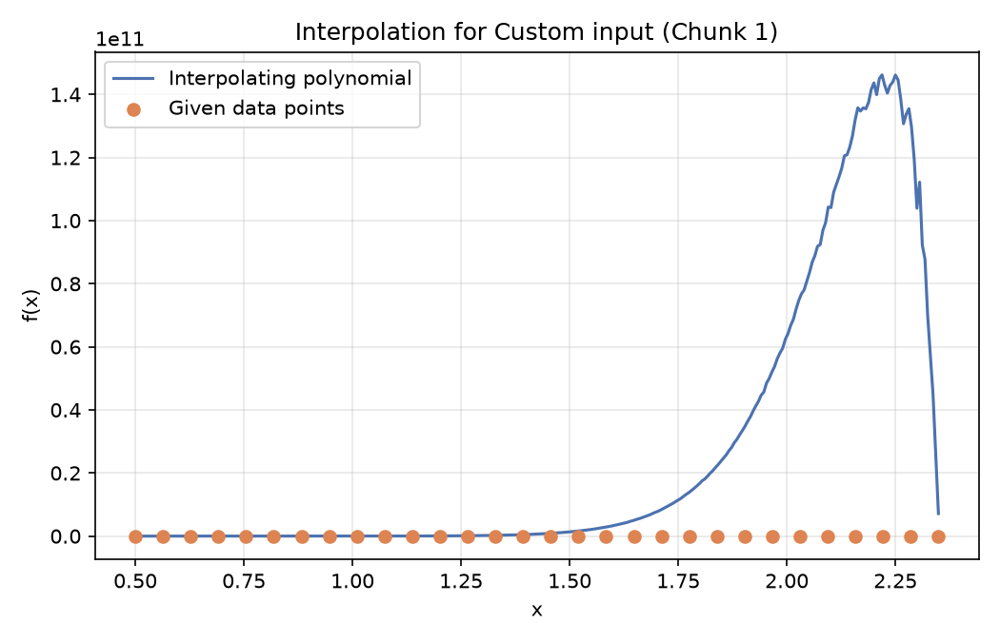 Interpolation for Custom input (Chunk 1)
1e11
Interpolating polynomial
Given data points
1.4
1.2
1.0
0.8
0.6
0.4
0.2
0.0
f(x)
0.50 0.75 1.00 1.25 1.50 1.75 2.00 2.25
x